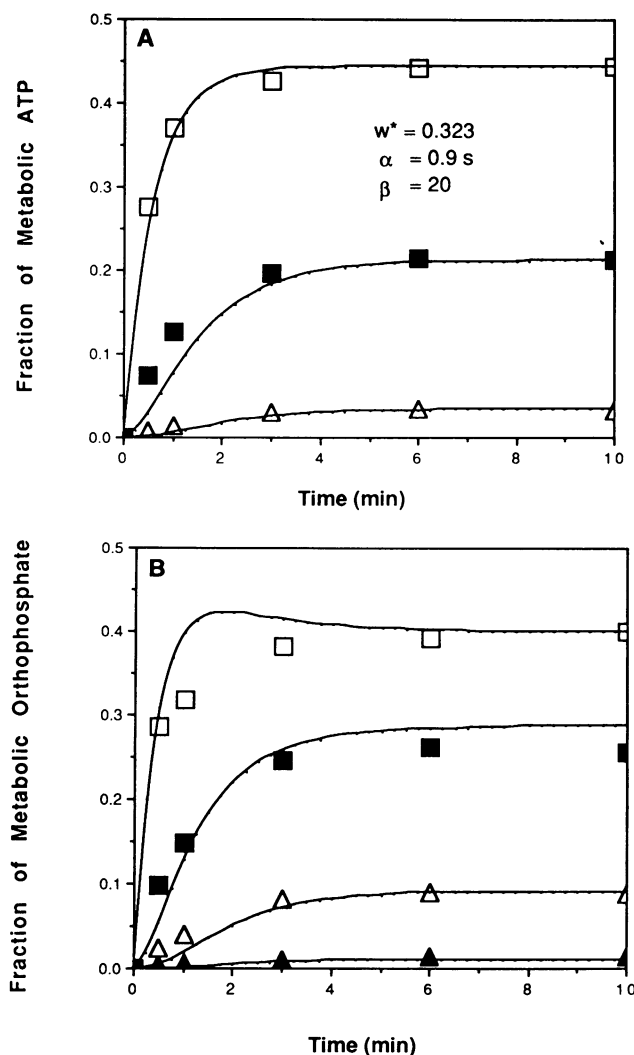 A
0.5
0.4
0.3
0.2
0.1
0.0
Fraction of Metabolic ATP
w* = 0.323
α = 0.9 s
β = 20
0 2 4 6 8 10
Time (min)
B
0.5
0.4
0.3
0.2
0.1
0.0
Fraction of Metabolic Orthophosphate
0 2 4 6 8 10
Time (min)